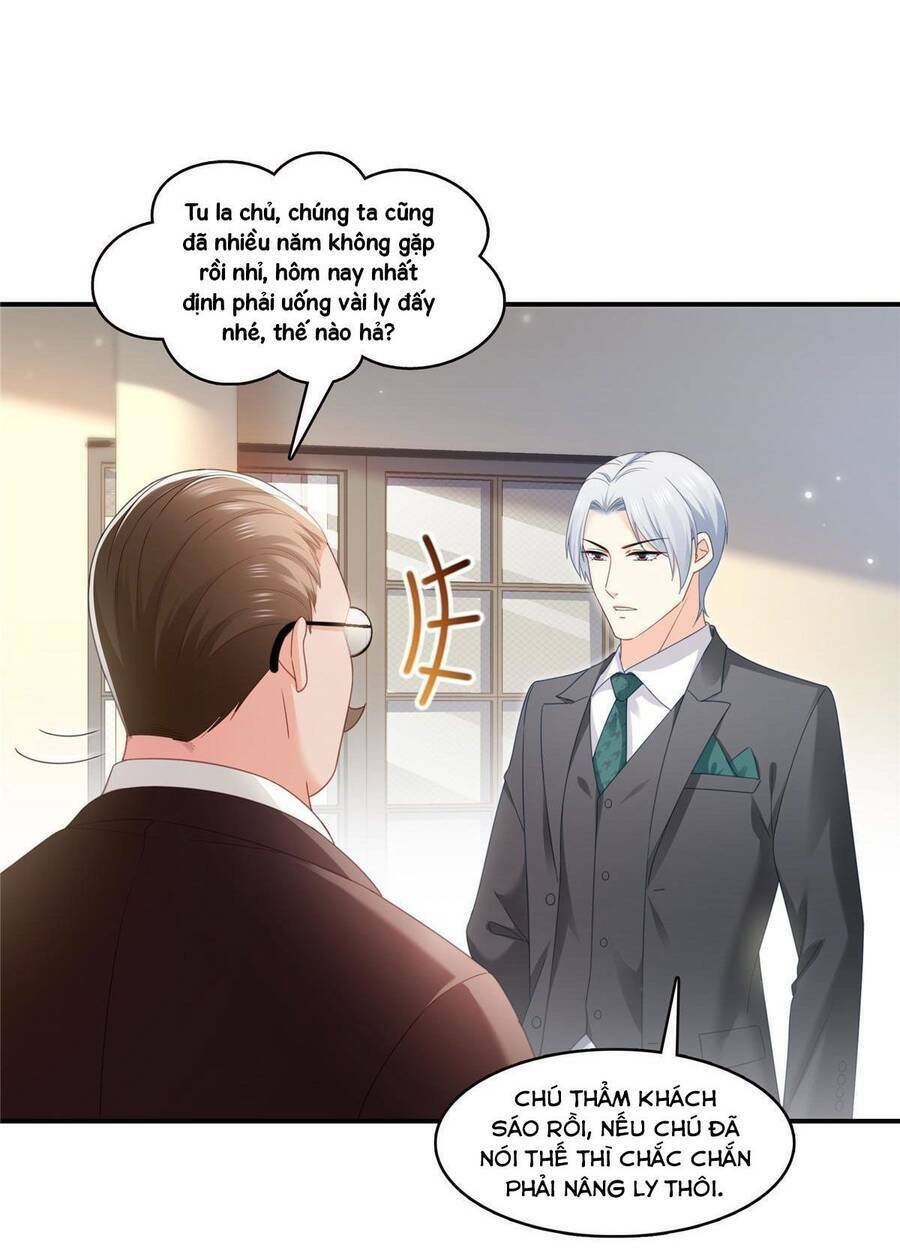 Tu la chủ, chúng ta cũng
đã nhiều năm không gặp
rồi nhỉ, hôm nay nhất
định phải uống vài ly đấy
nhé, thế nào hả?
CHÚ THẨM KHÁCH
SÁO RỒI, NẾU CHÚ ĐÃ
NÓI THẾ THÌ CHẮC CHẮN
PHẢI NÂNG LY THÔI.